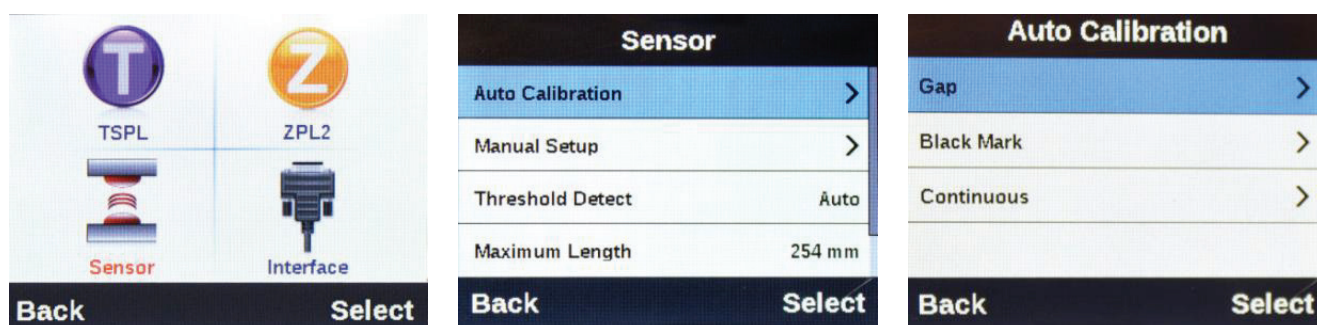 T
Z
TSPL
ZPL2
Sensor
Interface
Back Select
Sensor
Auto Calibration >
Manual Setup >
Threshold Detect Auto
Maximum Length 254 mm
Back Select
Auto Calibration
Gap >
Black Mark >
Continuous >
Back Select